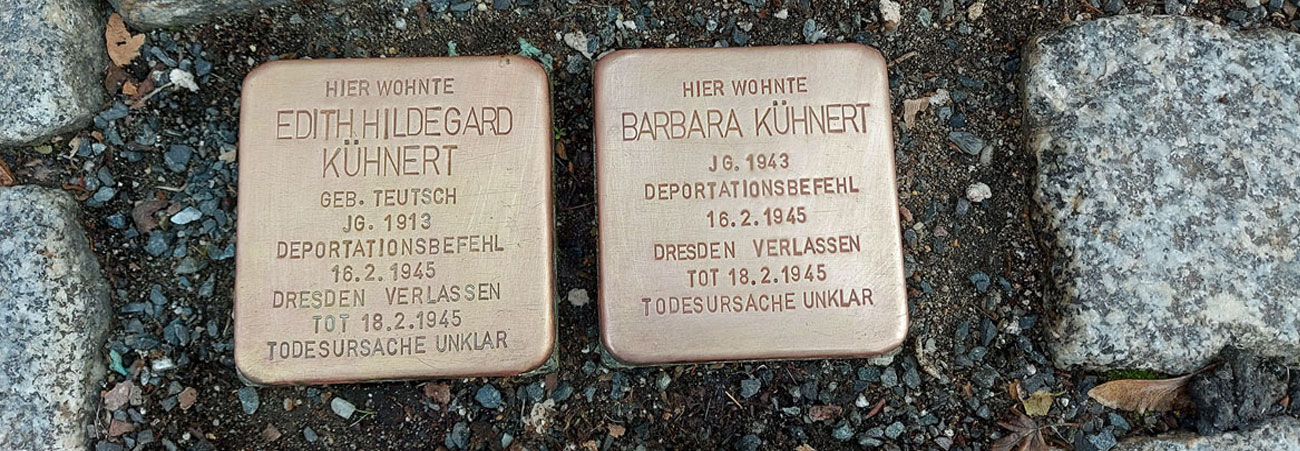 HIER WOHNTE
EDITH HILDEGARD
KÜHNERT
GEB. TEUTSCH
JG. 1913
DEPORTATIONSBEFEHL
16.2.1945
DRESDEN VERLASSEN
TOT 18.2.1945
TODESURSACHE UNKLAR
HIER WOHNTE
BARBARA KÜHNERT
JG. 1943
DEPORTATIONSBEFEHL
16.2.1945
DRESDEN VERLASSEN
TOT 18.2.1945
TODESURSACHE UNKLAR